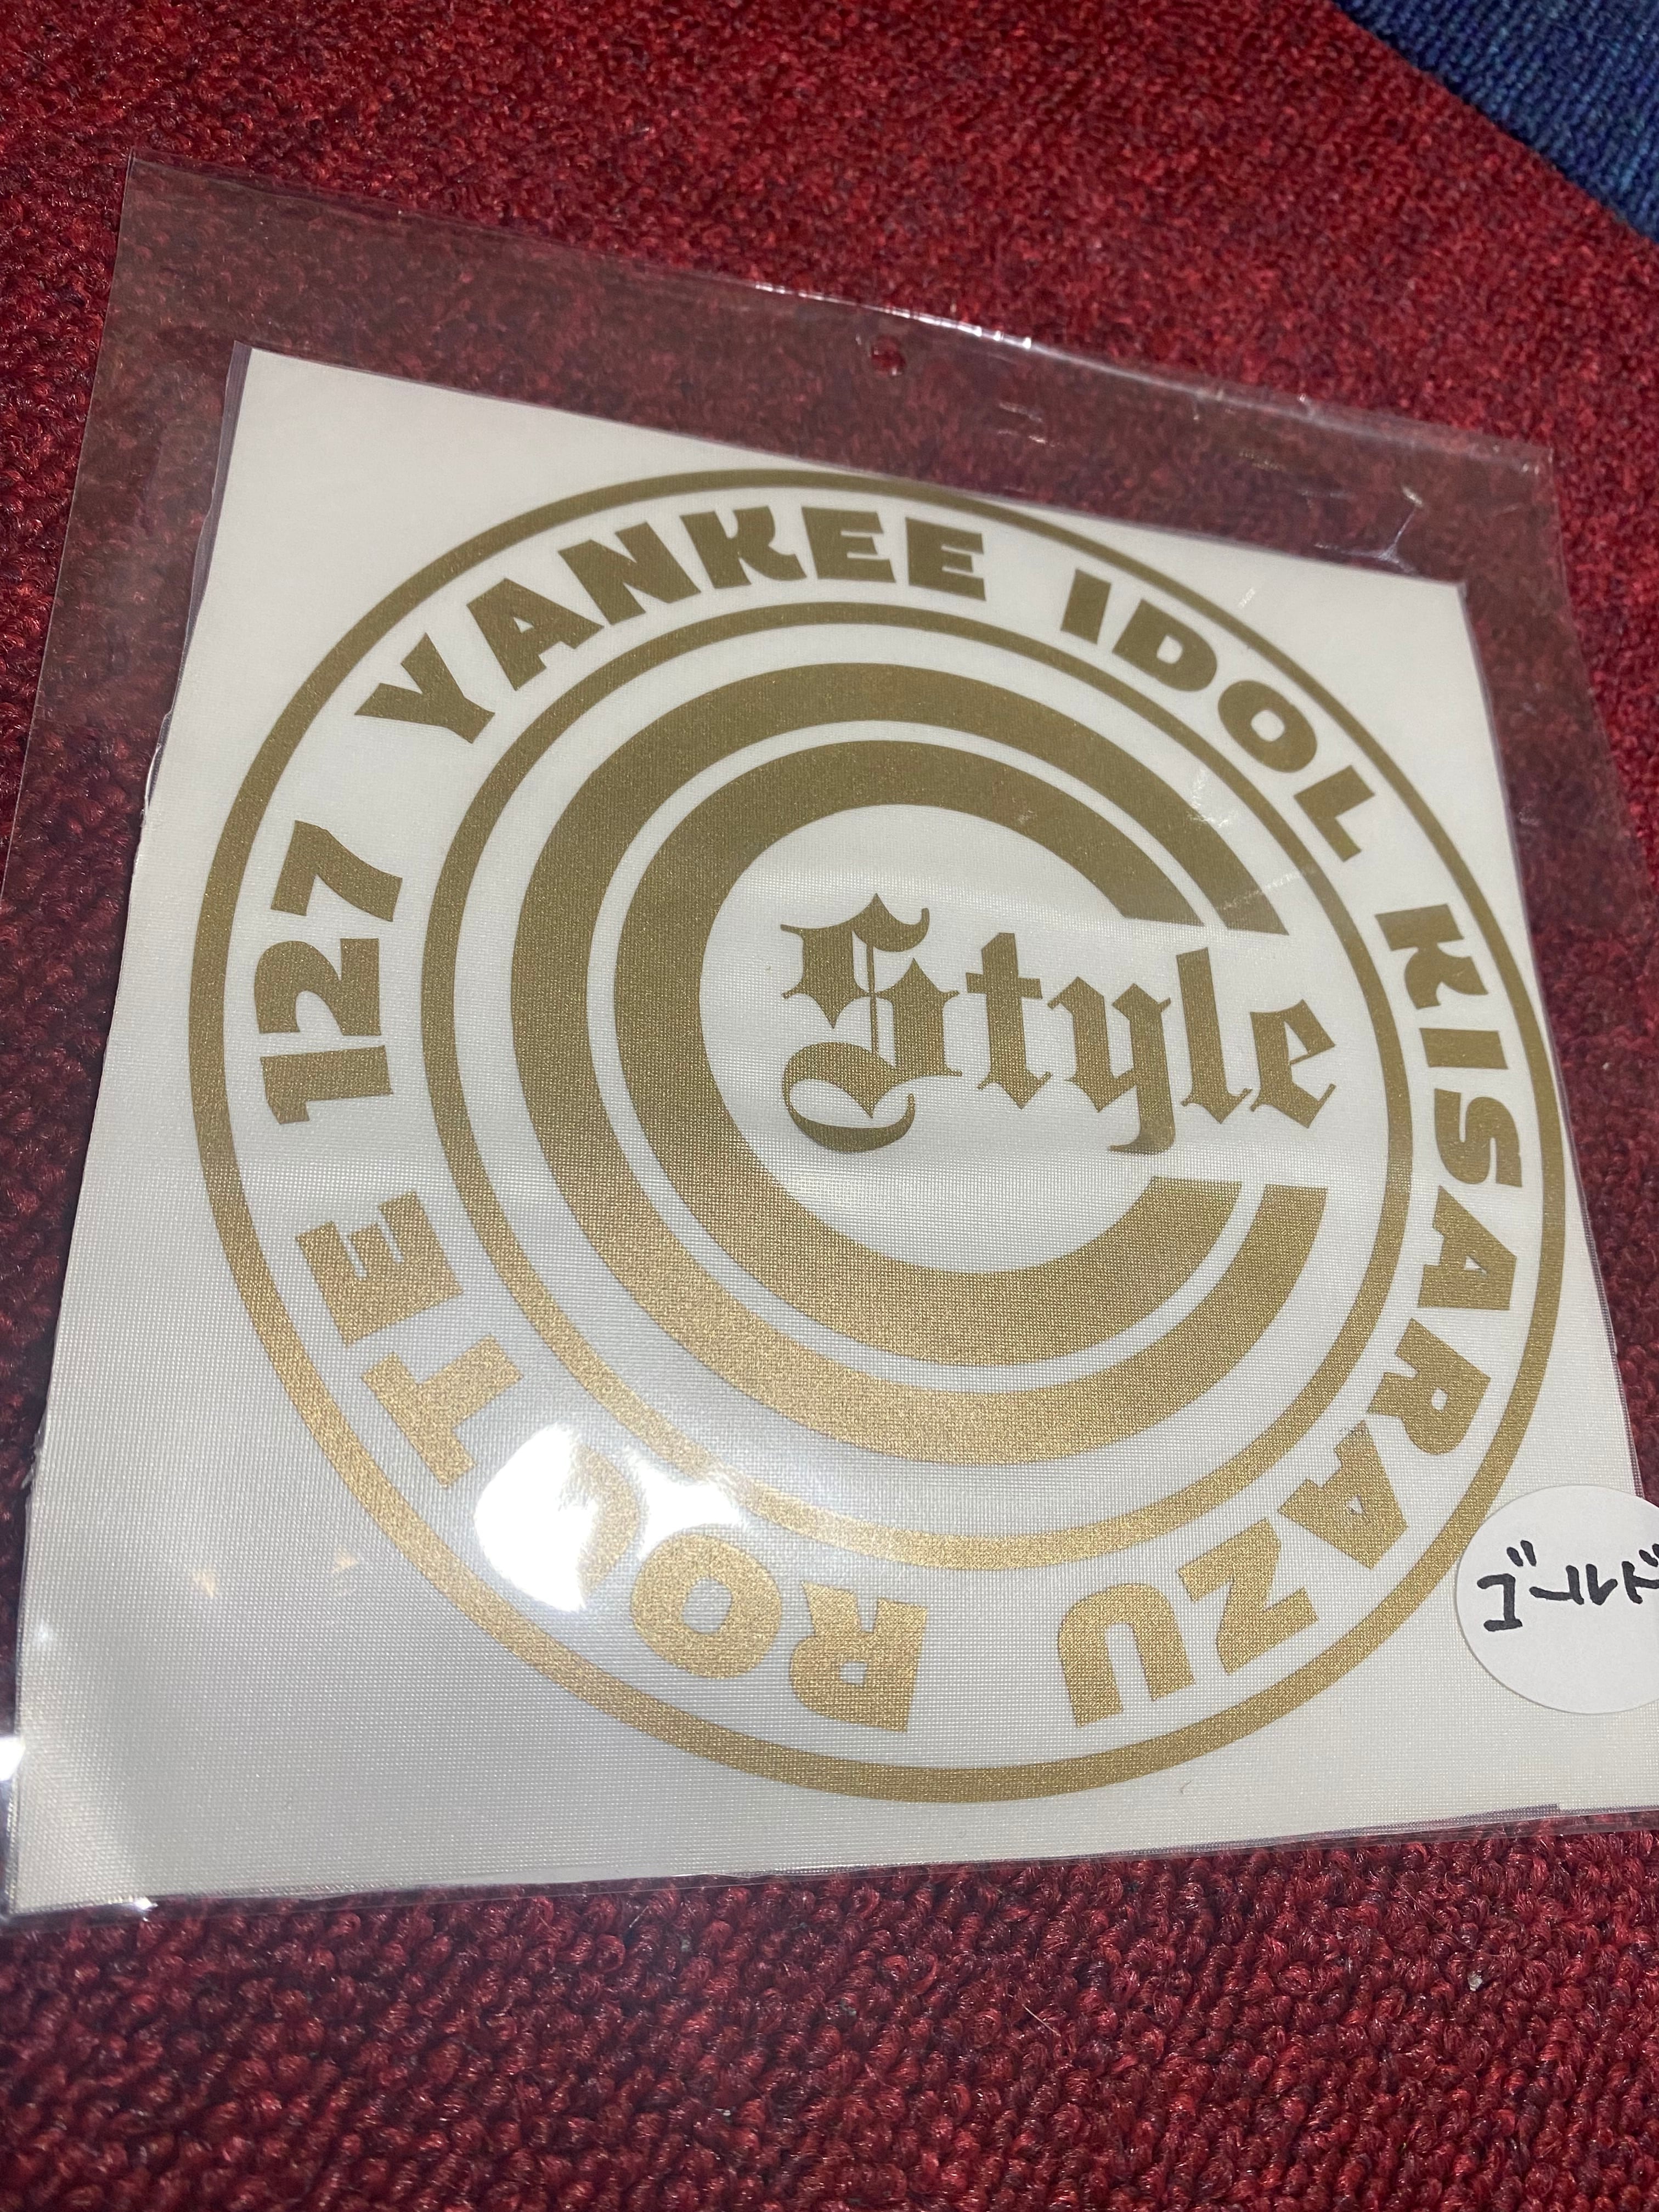 YANKEE IDOL KISARAZU ROUTE 127
Style
ゴールド